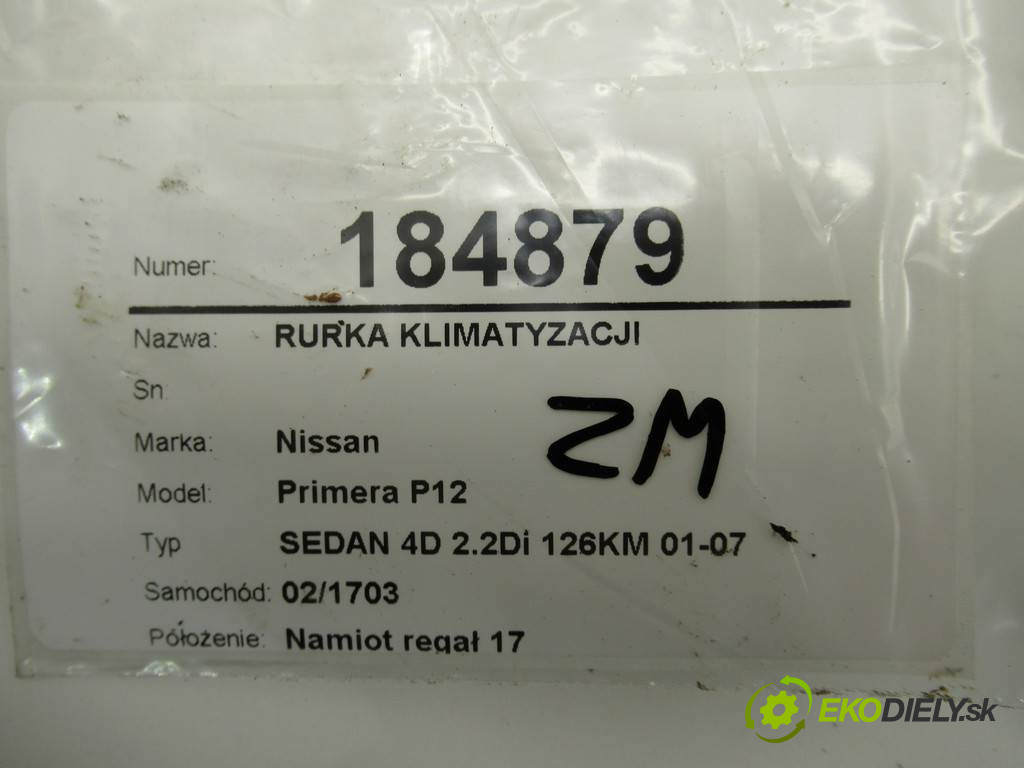 Numer: 184879
Nazwa: RURKA KLIMATYZACJI
Sn
ZM
Marka: Nissan
Model: Primera P12
Typ SEDAN 4D 2.2Di 126KM 01-07
Samochód: 02/1703
Półożenie: Namiot regał 17
EKODIELY.sk